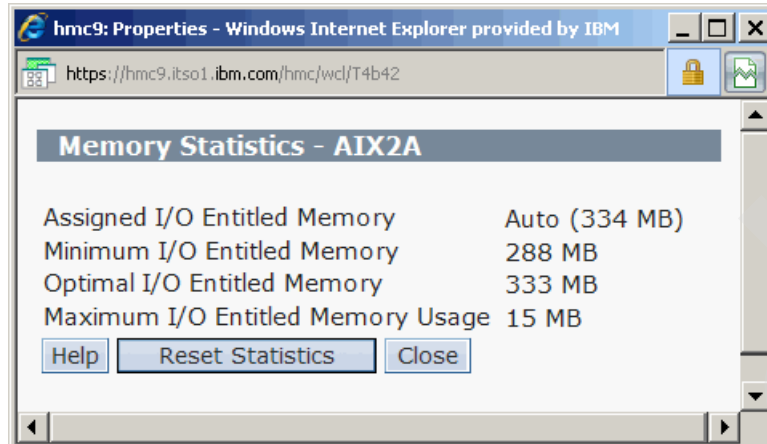 hmc9: Properties - Windows Internet Explorer provided by IBM
https://hmc9.itso1.ibm.com/hmc/wcl/T4b42
Memory Statistics - AIX2A
Assigned I/O Entitled Memory Auto (334 MB)
Minimum I/O Entitled Memory 288 MB
Optimal I/O Entitled Memory 333 MB
Maximum I/O Entitled Memory Usage 15 MB
Help Reset Statistics Close